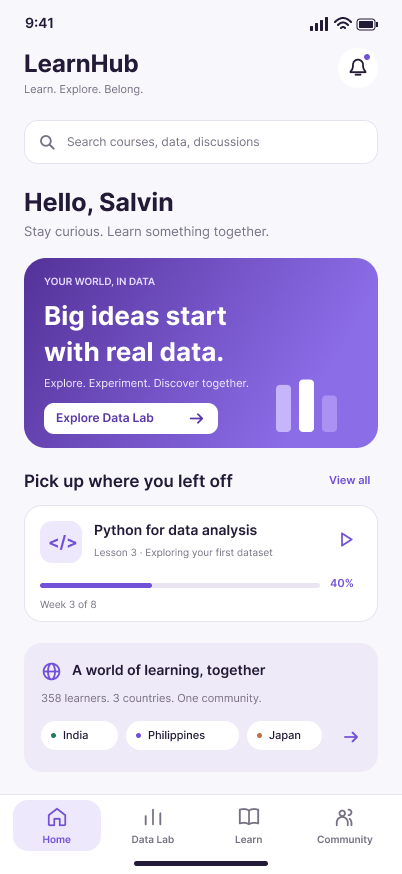 9:41
LearnHub
Learn. Explore. Belong.
Search courses, data, discussions
Hello, Salvin
Stay curious. Learn something together.
YOUR WORLD, IN DATA
Big ideas start
with real data.
Explore. Experiment. Discover together.
Explore Data Lab
Pick up where you left off
View all
</>
Python for data analysis
Lesson 3 · Exploring your first dataset
40%
Week 3 of 8
A world of learning, together
358 learners. 3 countries. One community.
India
Philippines
Japan
Home
Data Lab
Learn
Community